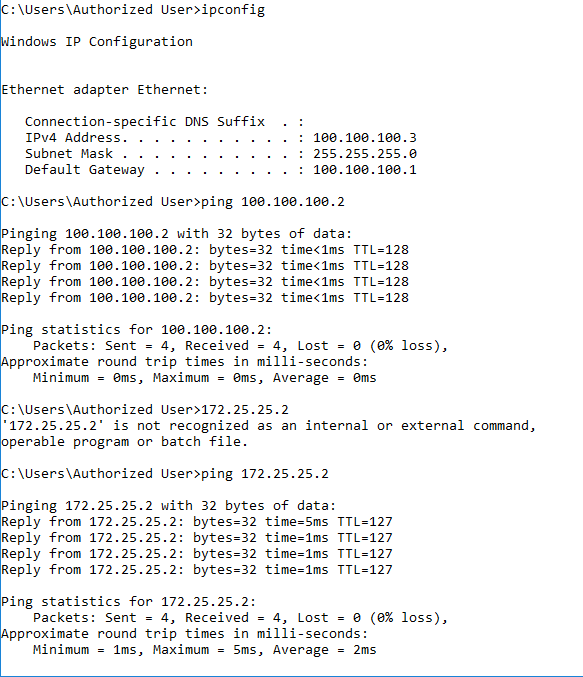 C:\Users\Authorized User>ipconfig
Windows IP Configuration
Ethernet adapter Ethernet:
Connection-specific DNS Suffix  . :
IPv4 Address. . . . . . . . . . . : 100.100.100.3
Subnet Mask . . . . . . . . . . . : 255.255.255.0
Default Gateway . . . . . . . . . : 100.100.100.1
C:\Users\Authorized User>ping 100.100.100.2
Pinging 100.100.100.2 with 32 bytes of data:
Reply from 100.100.100.2: bytes=32 time<1ms TTL=128
Reply from 100.100.100.2: bytes=32 time<1ms TTL=128
Reply from 100.100.100.2: bytes=32 time<1ms TTL=128
Reply from 100.100.100.2: bytes=32 time<1ms TTL=128
Ping statistics for 100.100.100.2:
Packets: Sent = 4, Received = 4, Lost = 0 (0% loss),
Approximate round trip times in milli-seconds:
Minimum = 0ms, Maximum = 0ms, Average = 0ms
C:\Users\Authorized User>172.25.25.2
'172.25.25.2' is not recognized as an internal or external command,
operable program or batch file.
C:\Users\Authorized User>ping 172.25.25.2
Pinging 172.25.25.2 with 32 bytes of data:
Reply from 172.25.25.2: bytes=32 time=5ms TTL=127
Reply from 172.25.25.2: bytes=32 time=1ms TTL=127
Reply from 172.25.25.2: bytes=32 time=1ms TTL=127
Reply from 172.25.25.2: bytes=32 time=1ms TTL=127
Ping statistics for 172.25.25.2:
Packets: Sent = 4, Received = 4, Lost = 0 (0% loss),
Approximate round trip times in milli-seconds:
Minimum = 1ms, Maximum = 5ms, Average = 2ms